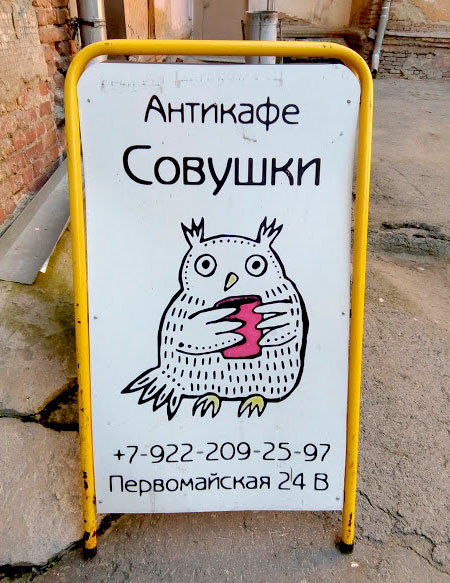 Антикафе
Совушки
+7-922-209-25-97
Первомайская 24 В